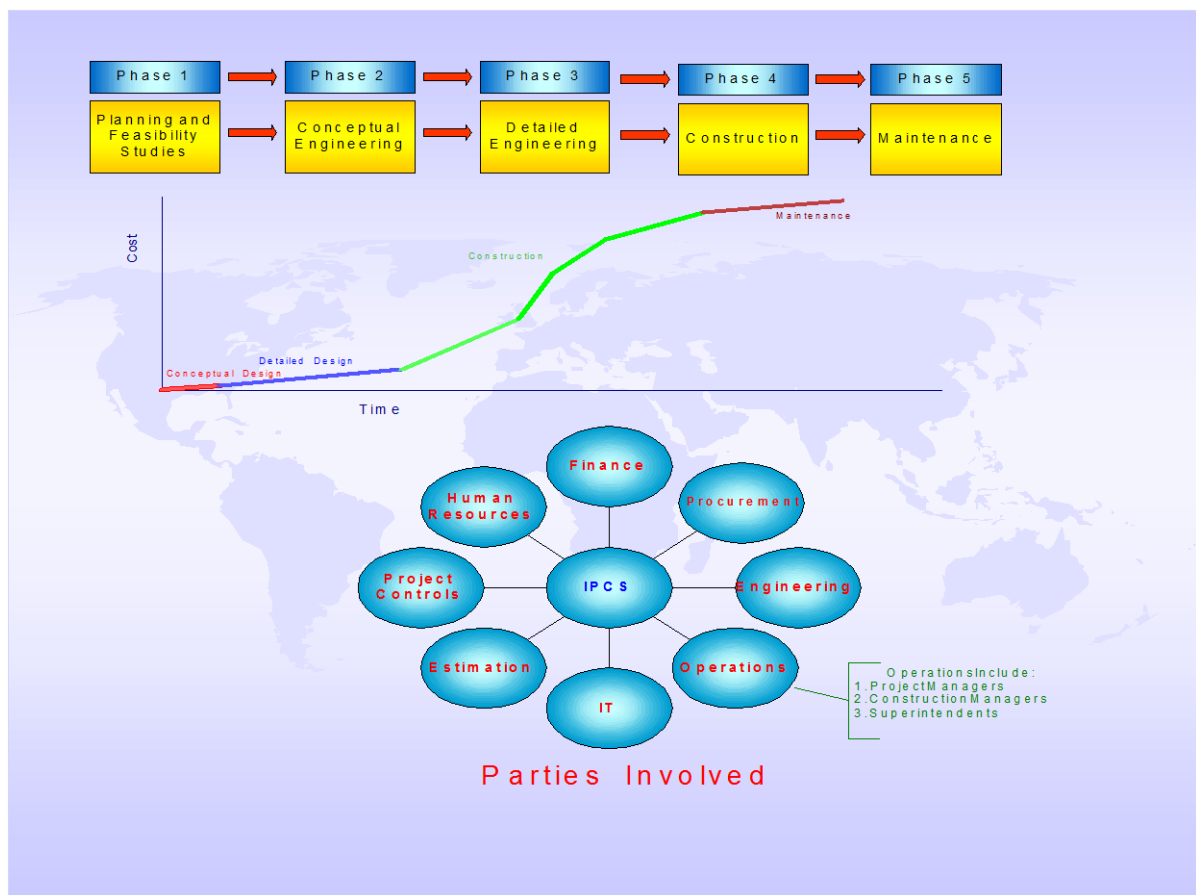 Phase 1
Phase 2
Phase 3
Phase 4
Phase 5
Planning and
Feasibility
Studies
Conceptual
Engineering
Detailed
Engineering
Construction
Maintenance
Cost
Maintenance
Construction
Detailed Design
Conceptual Design
Time
Finance
Human
Resources
Procurement
Project
Controls
IPCS
Engineering
Estimation
Operations
IT
OperationsInclude:
1.ProjectManagers
2.ConstructionManagers
3.Superintendents
Parties Involved